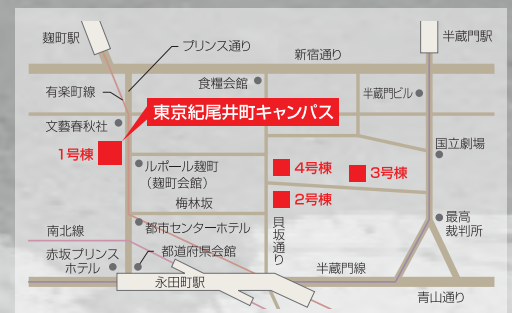 麹町駅
プリンス通り
新宿通り
半蔵門駅
食糧会館
有楽町線
半蔵門ビル
東京紀尾井町キャンパス
文藝春秋社
1号棟
国立劇場
ルポール麹町
(麹町会館)
4号棟
3号棟
梅林坂
2号棟
貝坂通り
最高
裁判所
都市センターホテル
南北線
赤坂プリンス
ホテル
都道府県会館
半蔵門線
永田町駅
青山通り